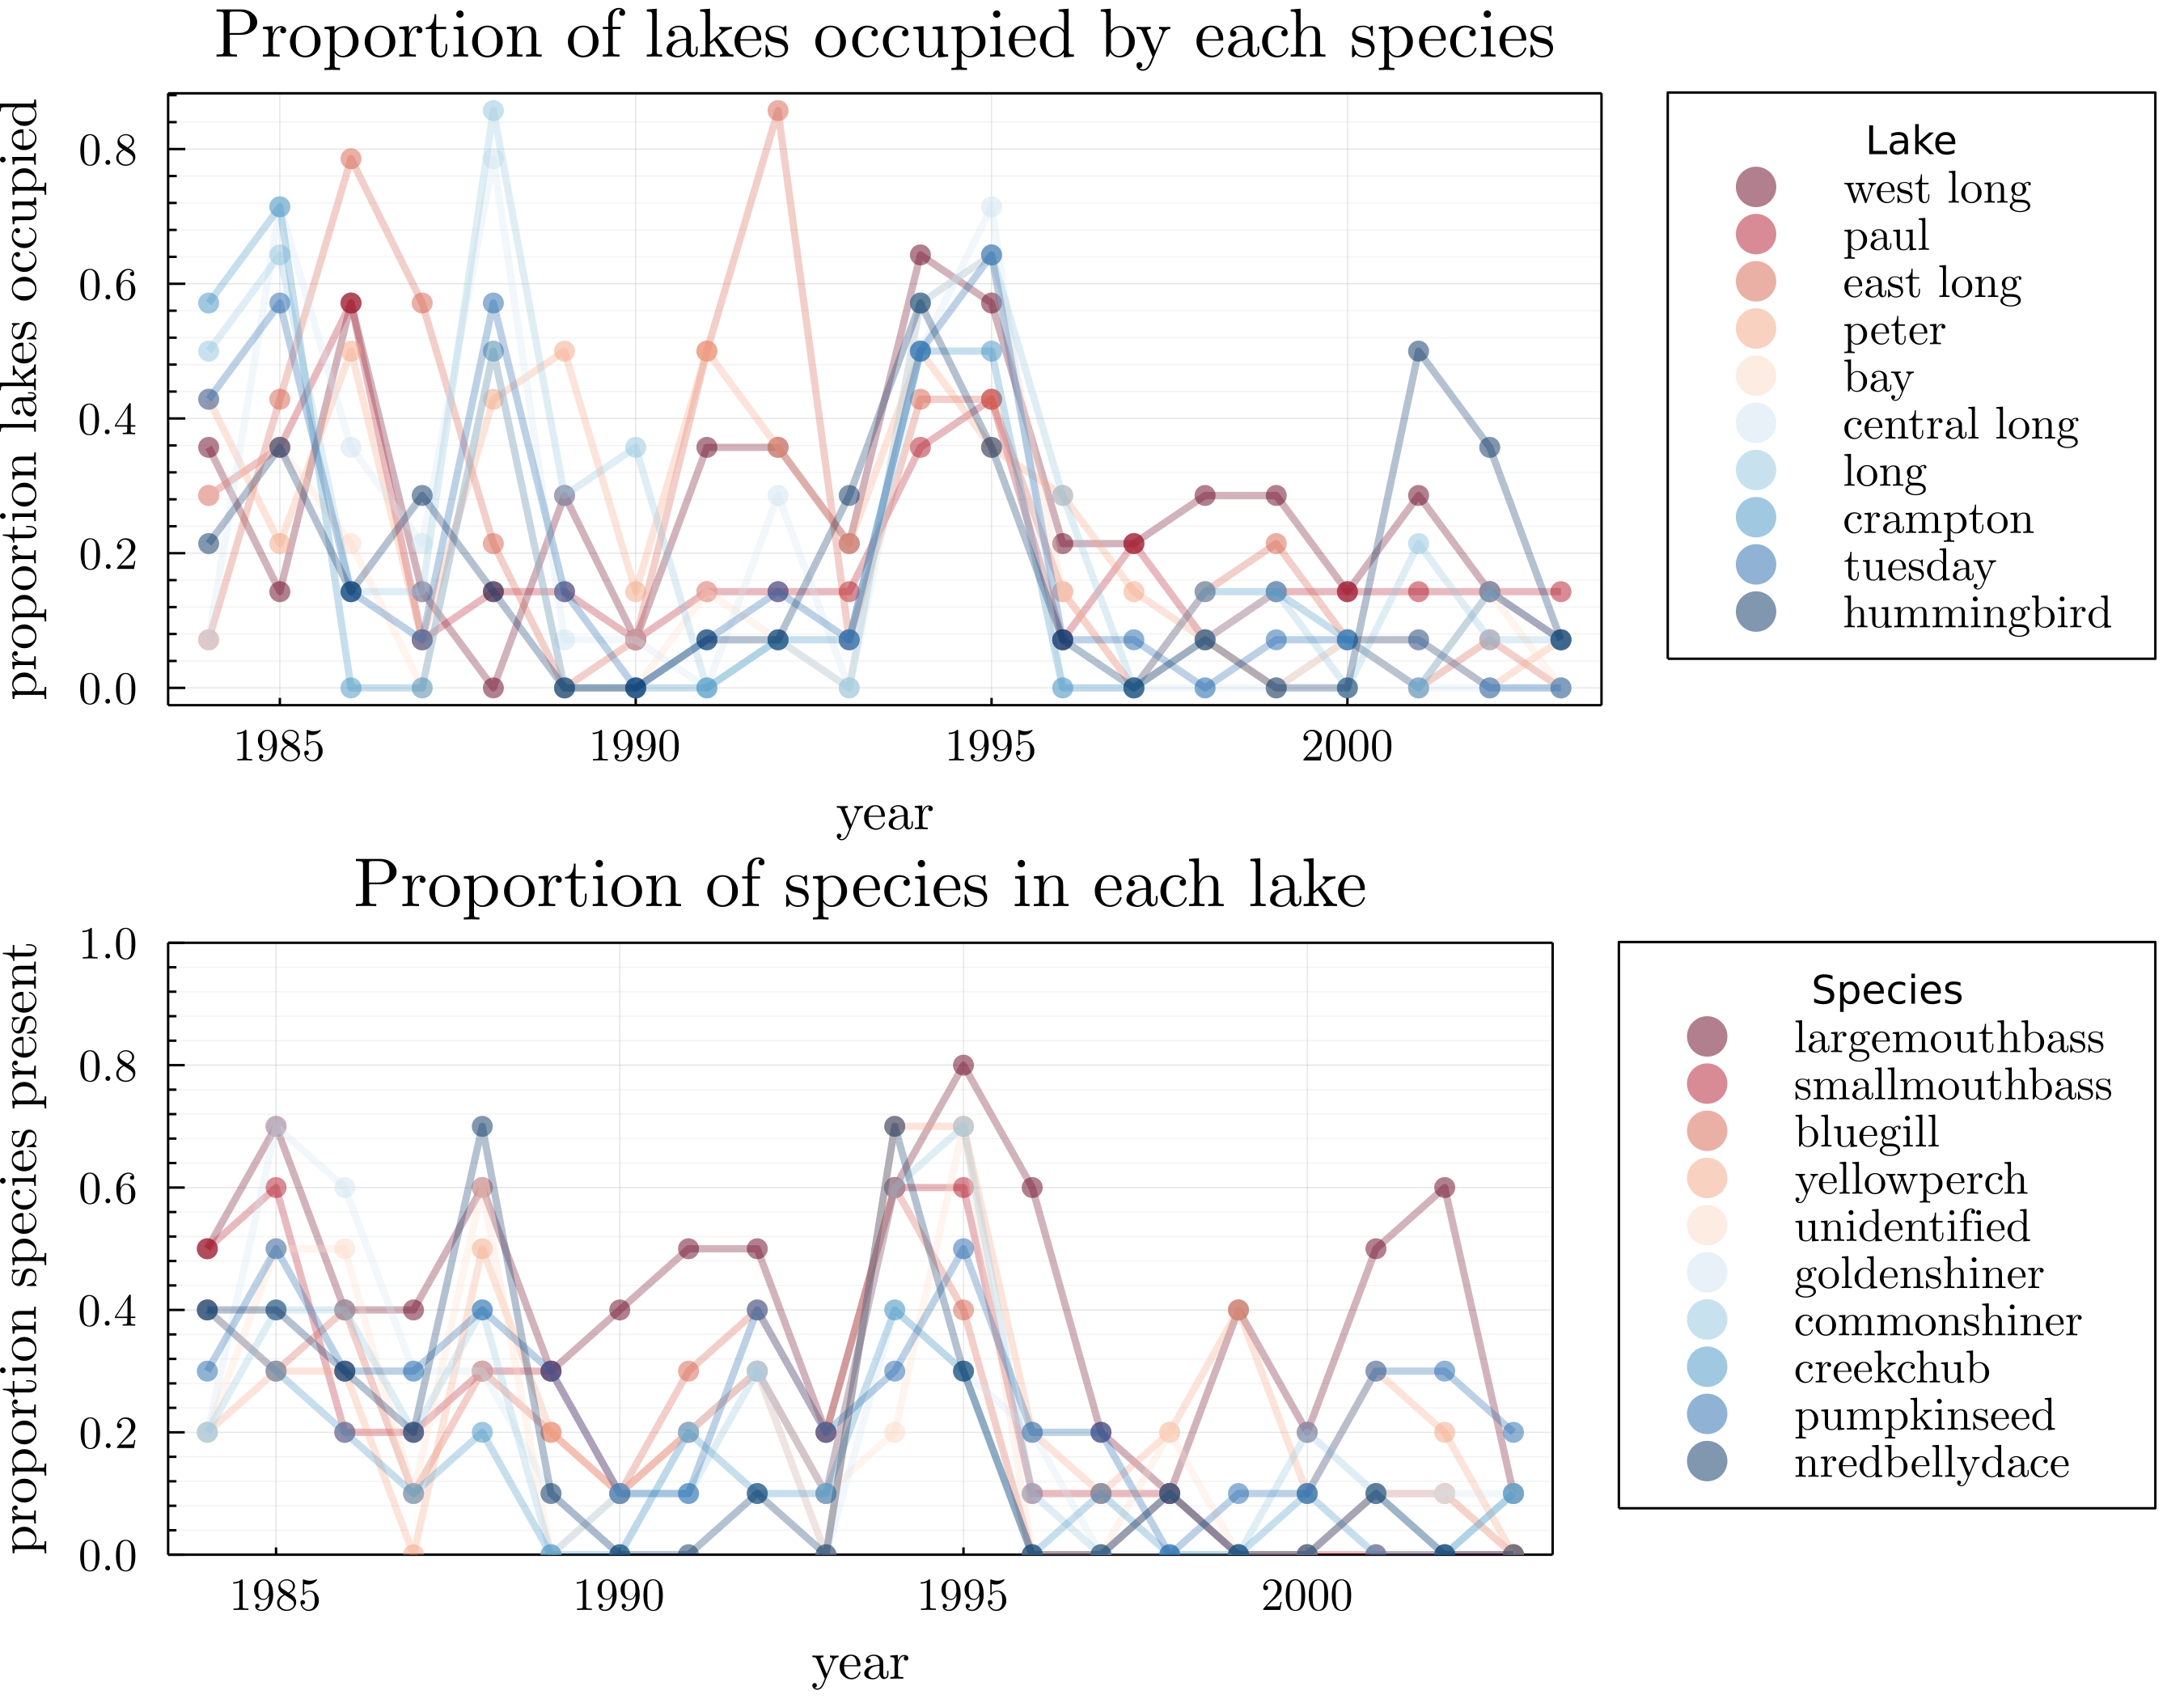 Proportion of lakes occupied by each species
proportion lakes occupied
0.8
0.6
0.4
0.2
0.0
1985 1990 1995 2000
year
Lake
west long
paul
east long
peter
bay
central long
long
crampton
tuesday
hummingbird
Proportion of species in each lake
proportion species present
1.0
0.8
0.6
0.4
0.2
0.0
1985 1990 1995 2000
year
Species
largemouthbass
smallmouthbass
bluegill
yellowperch
unidentified
goldenshiner
commonshiner
creekchub
pumpkinseed
nredbellydace